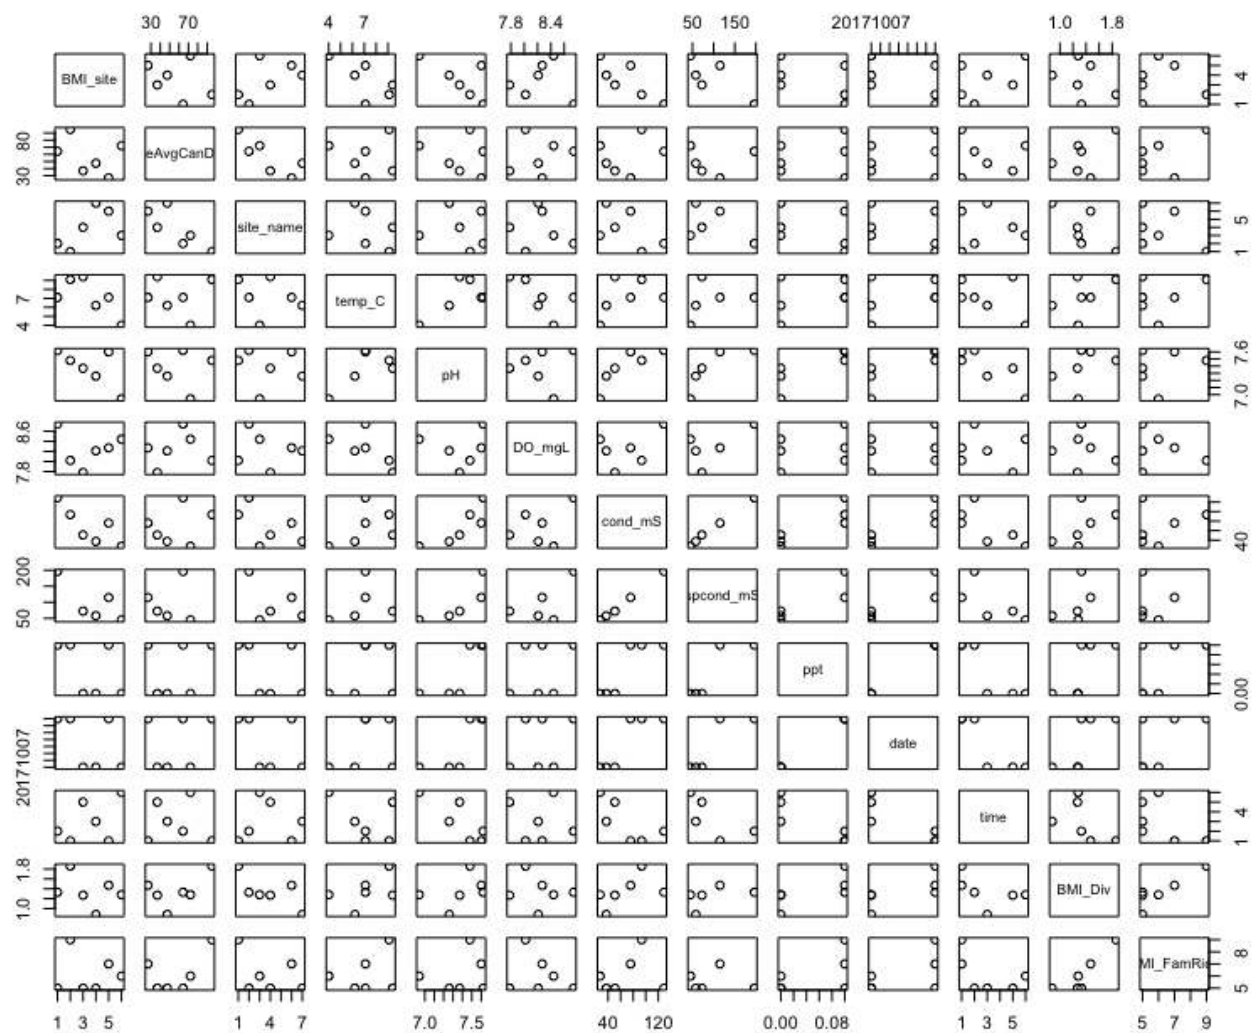 30 70 4 7 7.8 8.4 50 150 20171007 1.0 1.8
BMI_site 1 4
30 80 eAvgCanD
site_name 1 5
4 7 temp_C
pH 7.0 7.6
7.8 8.6 DO_mgL
cond_mS 40
50 200 upcond_mS
ppt 0.00
20171007 date
time 1 4
1.0 1.8 BMI_Div
MI_FamRi 5 8
1 3 5 1 4 7 7.0 7.5 40 120 0.00 0.08 1 3 5 5 7 9